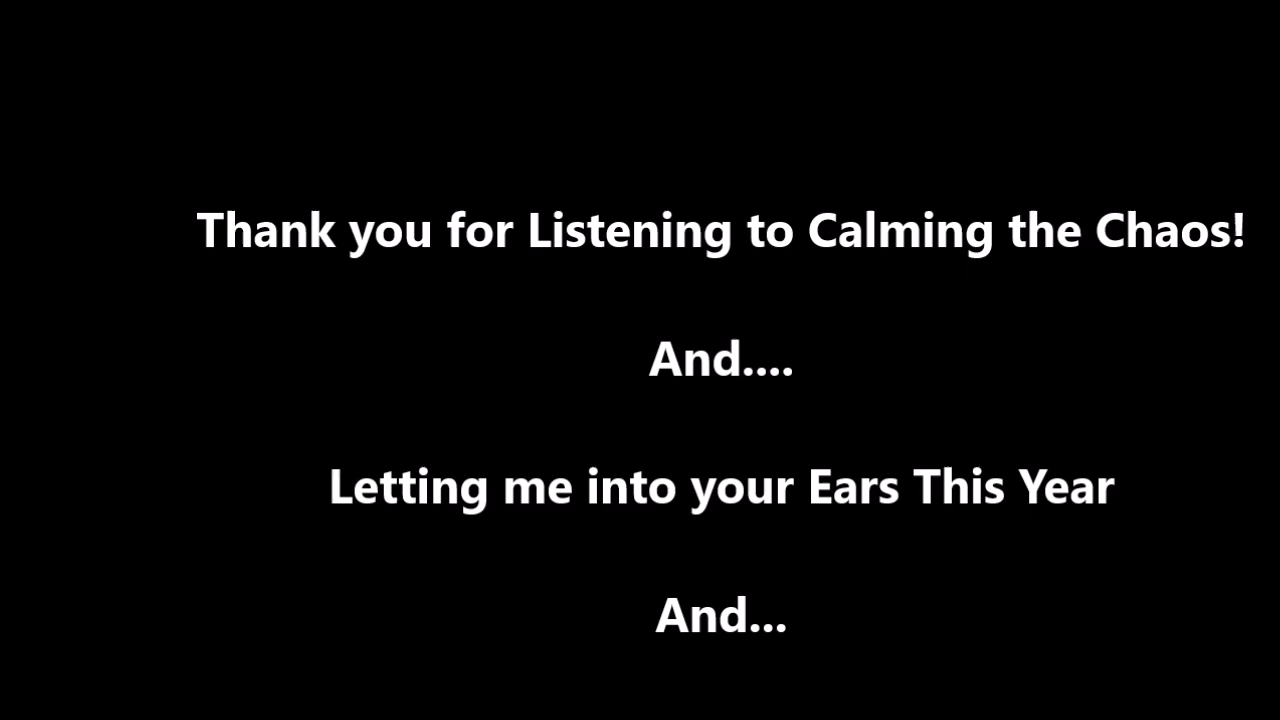 Thank you for Listening to Calming the Chaos!
And....
Letting me into your Ears This Year
And...